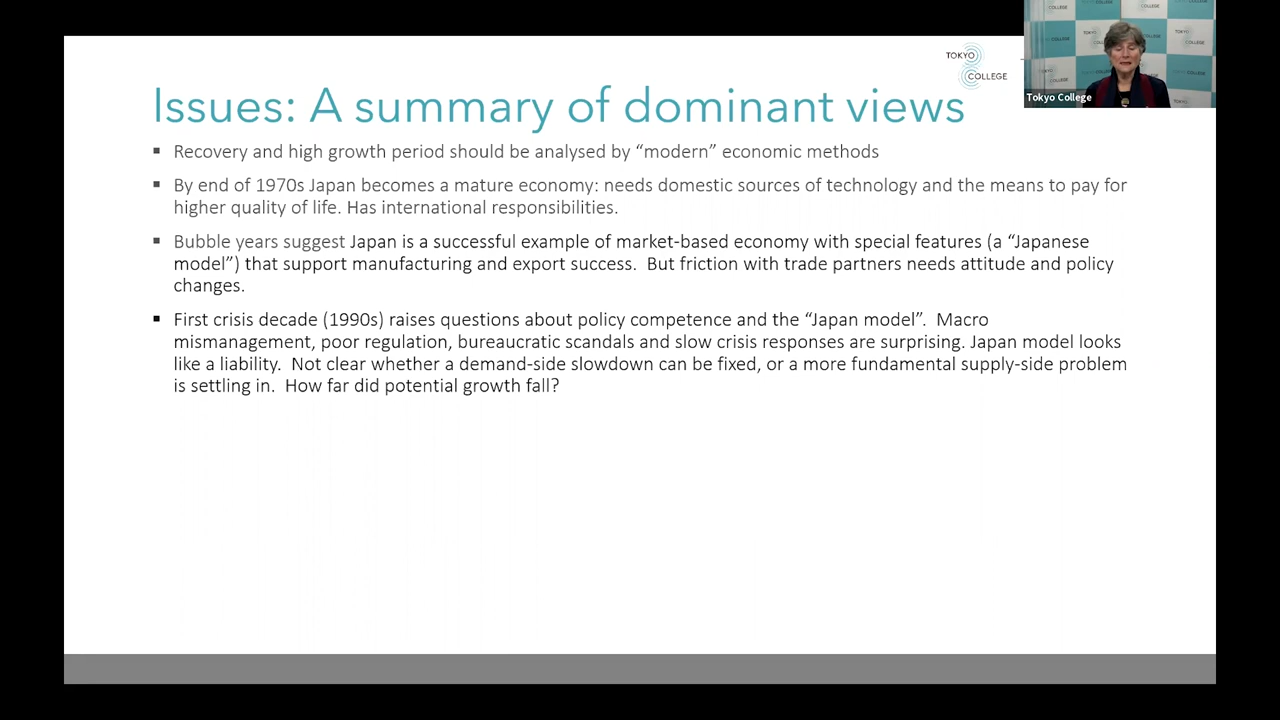 TOKYO
COLLEGE
Tokyo College
Issues: A summary of dominant views
▪ Recovery and high growth period should be analysed by “modern” economic methods
▪ By end of 1970s Japan becomes a mature economy: needs domestic sources of technology and the means to pay for
higher quality of life. Has international responsibilities.
▪ Bubble years suggest Japan is a successful example of market-based economy with special features (a “Japanese
model”) that support manufacturing and export success.  But friction with trade partners needs attitude and policy
changes.
▪ First crisis decade (1990s) raises questions about policy competence and the “Japan model”.  Macro
mismanagement, poor regulation, bureaucratic scandals and slow crisis responses are surprising. Japan model looks
like a liability.  Not clear whether a demand-side slowdown can be fixed, or a more fundamental supply-side problem
is settling in.  How far did potential growth fall?